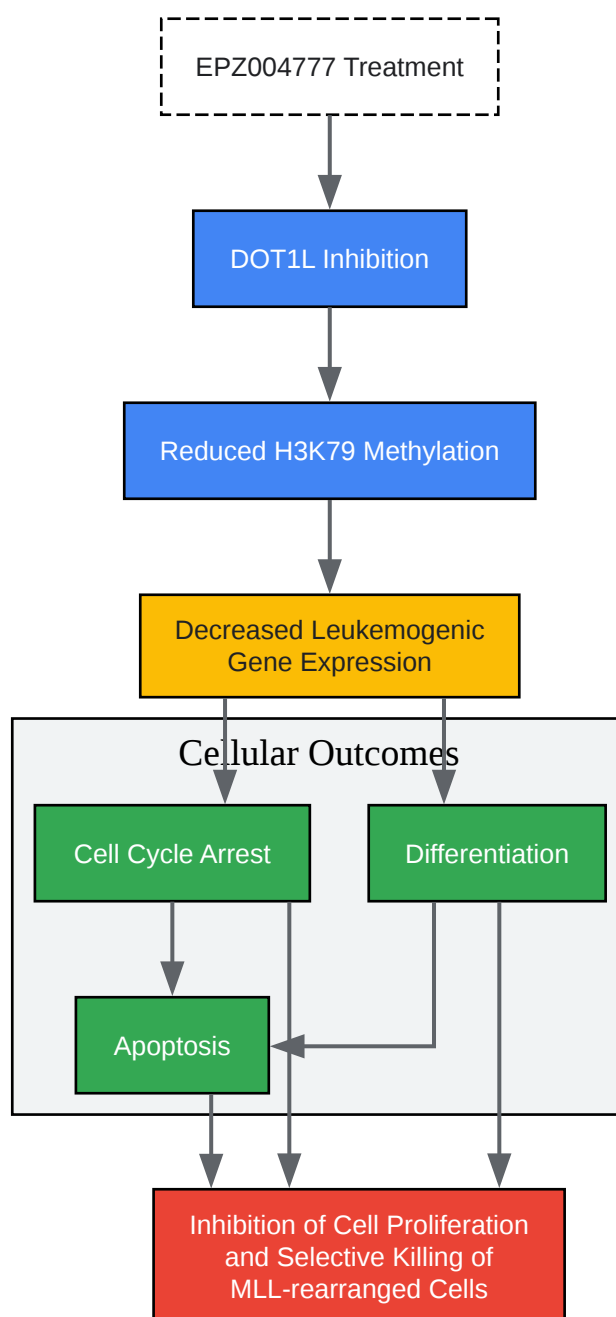 EPZ004777 Treatment
DOT1L Inhibition
Reduced H3K79 Methylation
Decreased Leukemogenic
Gene Expression
Cellular Outcomes
Cell Cycle Arrest
Differentiation
Apoptosis
Inhibition of Cell Proliferation
and Selective Killing of
MLL-rearranged Cells